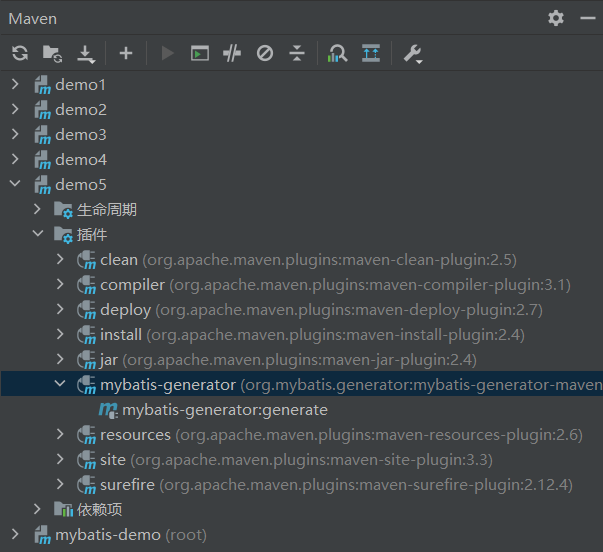 Maven
demo1
demo2
demo3
demo4
demo5
生命周期
插件
clean (org.apache.maven.plugins:maven-clean-plugin:2.5)
compiler (org.apache.maven.plugins:maven-compiler-plugin:3.1)
deploy (org.apache.maven.plugins:maven-deploy-plugin:2.7)
install (org.apache.maven.plugins:maven-install-plugin:2.4)
jar (org.apache.maven.plugins:maven-jar-plugin:2.4)
mybatis-generator (org.mybatis.generator:mybatis-generator-maven
mybatis-generator:generate
resources (org.apache.maven.plugins:maven-resources-plugin:2.6)
site (org.apache.maven.plugins:maven-site-plugin:3.3)
surefire (org.apache.maven.plugins:maven-surefire-plugin:2.12.4)
依赖项
mybatis-demo (root)